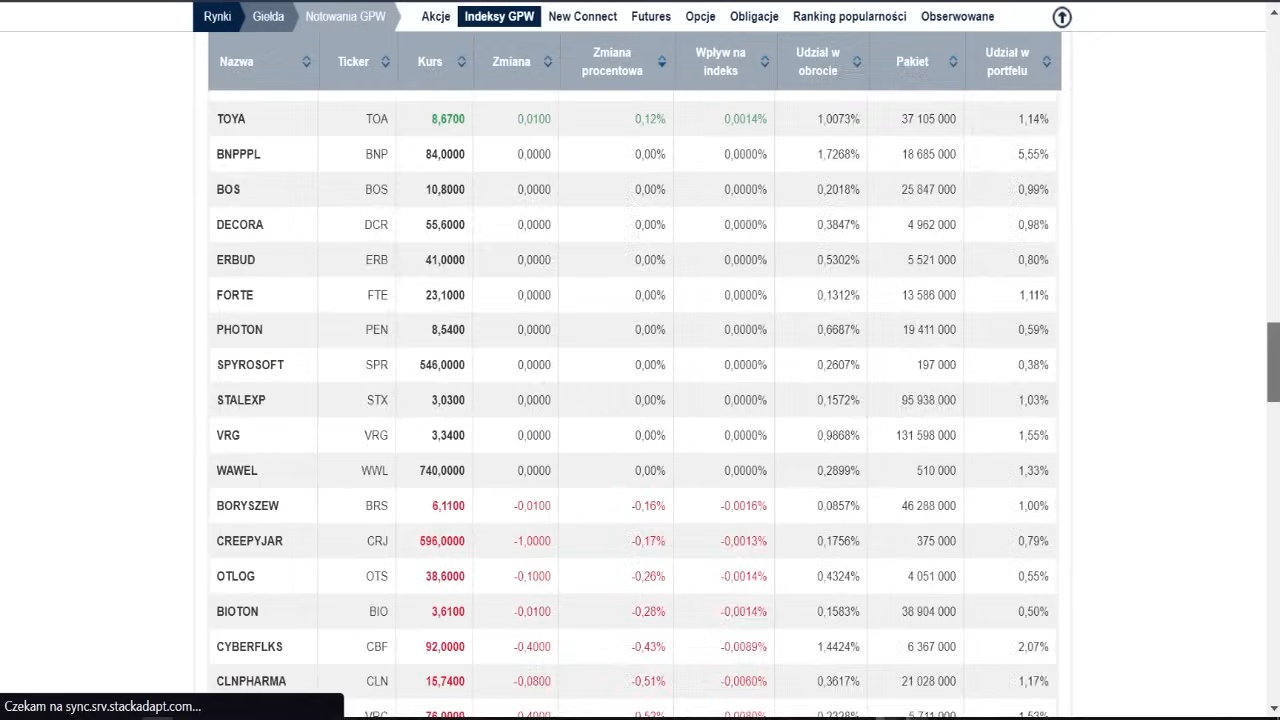 Rynki Giełda Notowania GPW Akcje Indeksy GPW New Connect Futures Opcje Obligacje Ranking popularności Obserwowane
Nazwa Ticker Kurs Zmiana Zmiana procentowa Wpływ na indeks Udział w obrocie Pakiet Udział w portfelu
TOYA TOA 8,6700 0,0100 0,12% 0,0014% 1,0073% 37 105 000 1,14%
BNPPPL BNP 84,0000 0,0000 0,00% 0,0000% 1,7268% 18 685 000 5,55%
BOS BOS 10,8000 0,0000 0,00% 0,0000% 0,2018% 25 847 000 0,99%
DECORA DCR 55,6000 0,0000 0,00% 0,0000% 0,3847% 4 962 000 0,98%
ERBUD ERB 41,0000 0,0000 0,00% 0,0000% 0,5302% 5 521 000 0,80%
FORTE FTE 23,1000 0,0000 0,00% 0,0000% 0,1312% 13 586 000 1,11%
PHOTON PEN 8,5400 0,0000 0,00% 0,0000% 0,6687% 19 411 000 0,59%
SPYROSOFT SPR 546,0000 0,0000 0,00% 0,0000% 0,2607% 197 000 0,38%
STALEXP STX 3,0300 0,0000 0,00% 0,0000% 0,1572% 95 938 000 1,03%
VRG VRG 3,3400 0,0000 0,00% 0,0000% 0,9868% 131 598 000 1,55%
WAWEL WWL 740,0000 0,0000 0,00% 0,0000% 0,2899% 510 000 1,33%
BORYSZEW BRS 6,1100 -0,0100 -0,16% -0,0016% 0,0857% 46 288 000 1,00%
CREEPYJAR CRJ 596,0000 -1,0000 -0,17% -0,0013% 0,1756% 375 000 0,79%
OTLOG OTS 38,6000 -0,1000 -0,26% -0,0014% 0,4324% 4 051 000 0,55%
BIOTON BIO 3,6100 -0,0100 -0,28% -0,0014% 0,1583% 38 904 000 0,50%
CYBERFLKS CBF 92,0000 -0,4000 -0,43% -0,0089% 1,4424% 6 367 000 2,07%
CLNPHARMA CLN 15,7400 -0,0800 -0,51% -0,0060% 0,3617% 21 028 000 1,17%
Czekam na sync.srv.stackadapt.com...